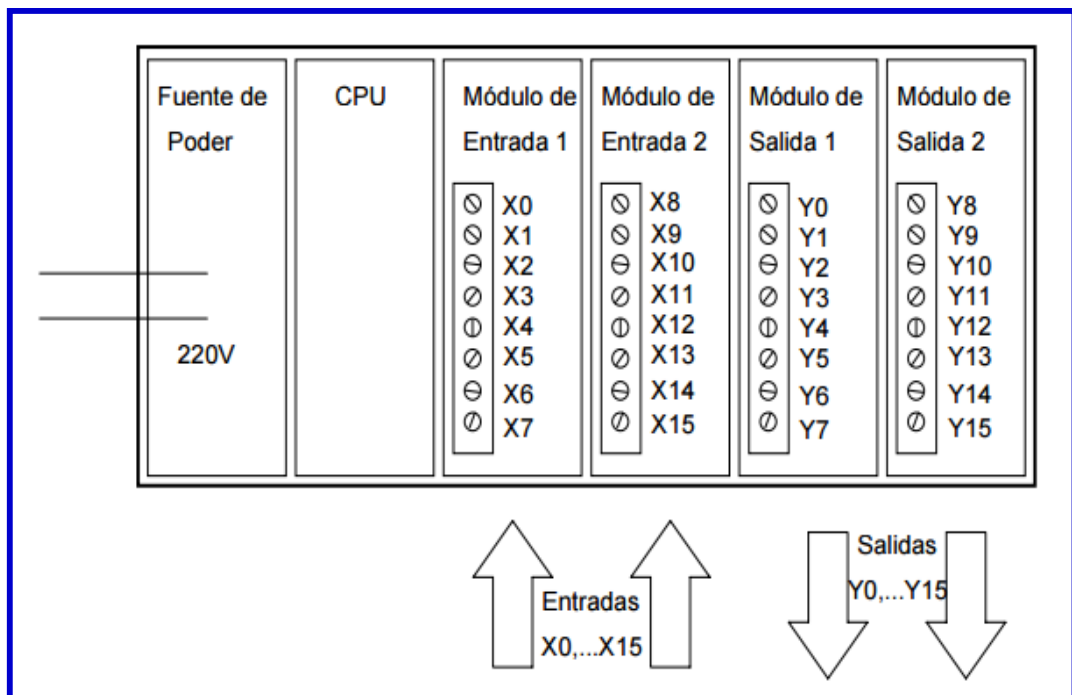 Fuente de
Poder
220V
CPU
Módulo de
Entrada 1
X0
X1
X2
X3
X4
X5
X6
X7
Módulo de
Entrada 2
X8
X9
X10
X11
X12
X13
X14
X15
Módulo de
Salida 1
Y0
Y1
Y2
Y3
Y4
Y5
Y6
Y7
Módulo de
Salida 2
Y8
Y9
Y10
Y11
Y12
Y13
Y14
Y15
Entradas
X0,...X15
Salidas
Y0,...Y15